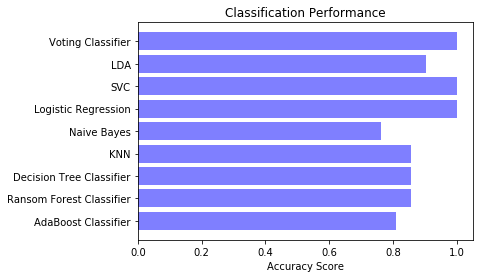 Classification Performance
Voting Classifier
LDA
SVC
Logistic Regression
Naive Bayes
KNN
Decision Tree Classifier
Ransom Forest Classifier
AdaBoost Classifier
0.0 0.2 0.4 0.6 0.8 1.0
Accuracy Score